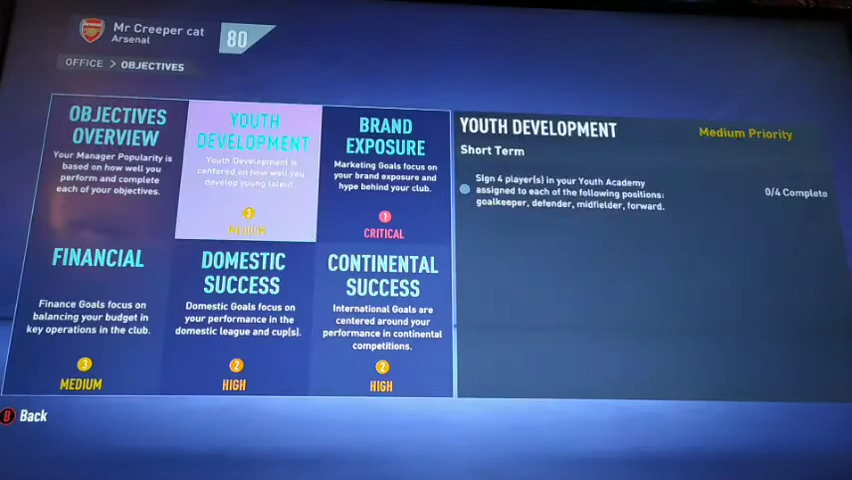 Mr Creeper cat
Arsenal
80
OFFICE > OBJECTIVES
OBJECTIVES
OVERVIEW
Your Manager Popularity is
based on how well you
perform and complete
each of your objectives.
YOUTH
DEVELOPMENT
Youth Development is
centered on how well you
develop young talent.
3
MEDIUM
BRAND
EXPOSURE
Marketing Goals focus on
your brand exposure and
hype behind your club.
1
CRITICAL
FINANCIAL
Finance Goals focus on
balancing your budget in
key operations in the club.
3
MEDIUM
DOMESTIC
SUCCESS
Domestic Goals focus on
your performance in the
domestic league and cup(s).
2
HIGH
CONTINENTAL
SUCCESS
International Goals are
centered around your
performance in continental
competitions.
2
HIGH
YOUTH DEVELOPMENT
Medium Priority
Short Term
Sign 4 player(s) in your Youth Academy
assigned to each of the following positions:
goalkeeper, defender, midfielder, forward.
0/4 Complete
B Back